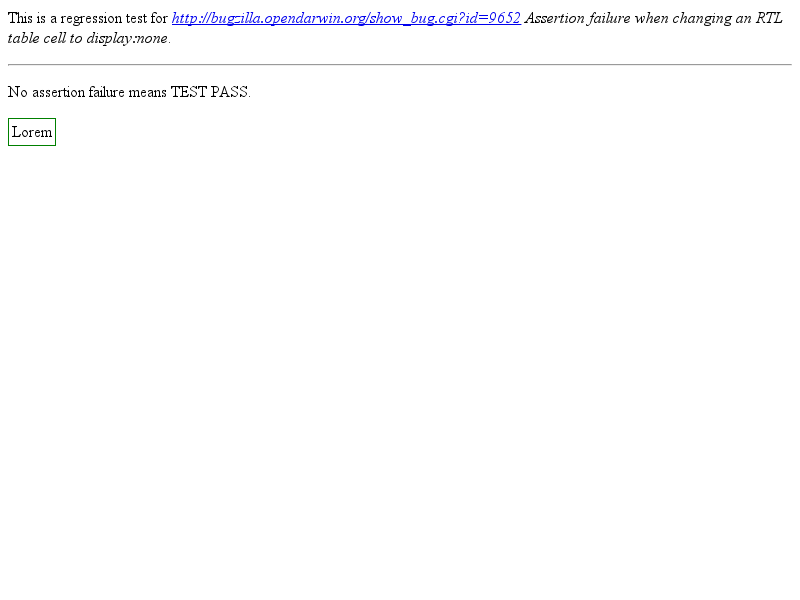 This is a regression test for http://bugzilla.opendarwin.org/show_bug.cgi?id=9652 Assertion failure when changing an RTL
table cell to display:none.
No assertion failure means TEST PASS.
Lorem